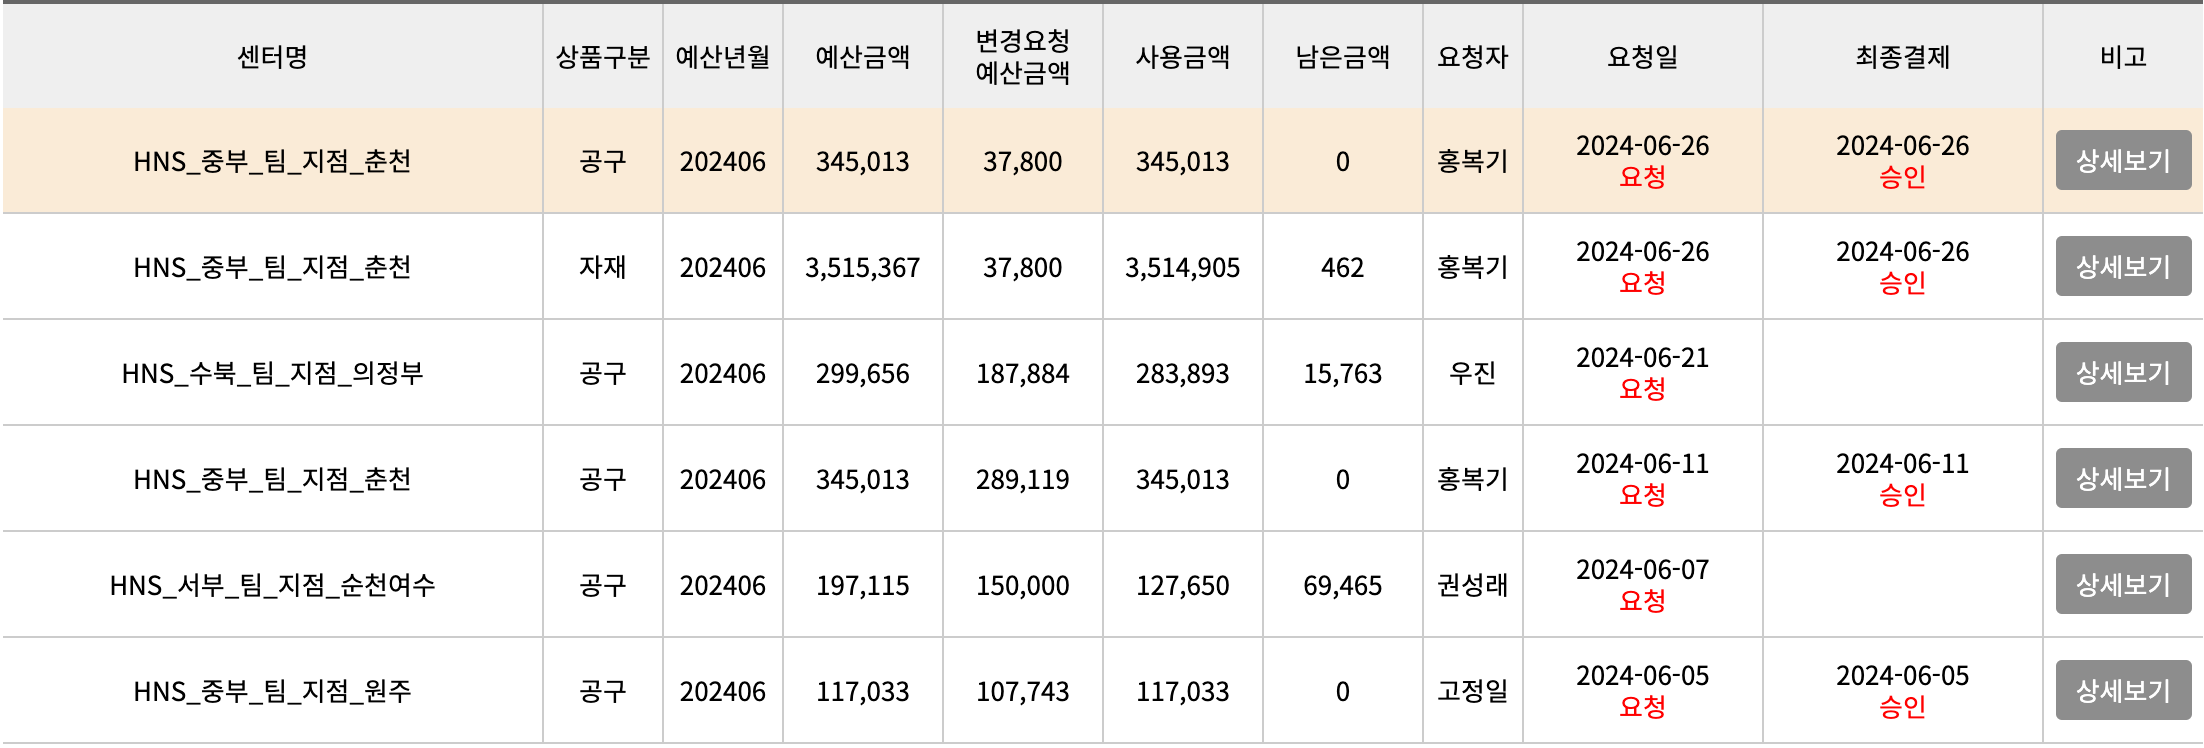 센터명 상품구분 예산년월 예산금액 변경요청 예산금액 사용금액 남은금액 요청자 요청일 최종결제 비고
HNS_중부_팀_지점_춘천 공구 202406 345,013 37,800 345,013 0 홍복기 2024-06-26 요청 2024-06-26 승인 상세보기
HNS_중부_팀_지점_춘천 자재 202406 3,515,367 37,800 3,514,905 462 홍복기 2024-06-26 요청 2024-06-26 승인 상세보기
HNS_수북_팀_지점_의정부 공구 202406 299,656 187,884 283,893 15,763 우진 2024-06-21 요청 상세보기
HNS_중부_팀_지점_춘천 공구 202406 345,013 289,119 345,013 0 홍복기 2024-06-11 요청 2024-06-11 승인 상세보기
HNS_서부_팀_지점_순천여수 공구 202406 197,115 150,000 127,650 69,465 권성래 2024-06-07 요청 상세보기
HNS_중부_팀_지점_원주 공구 202406 117,033 107,743 117,033 0 고정일 2024-06-05 요청 2024-06-05 승인 상세보기